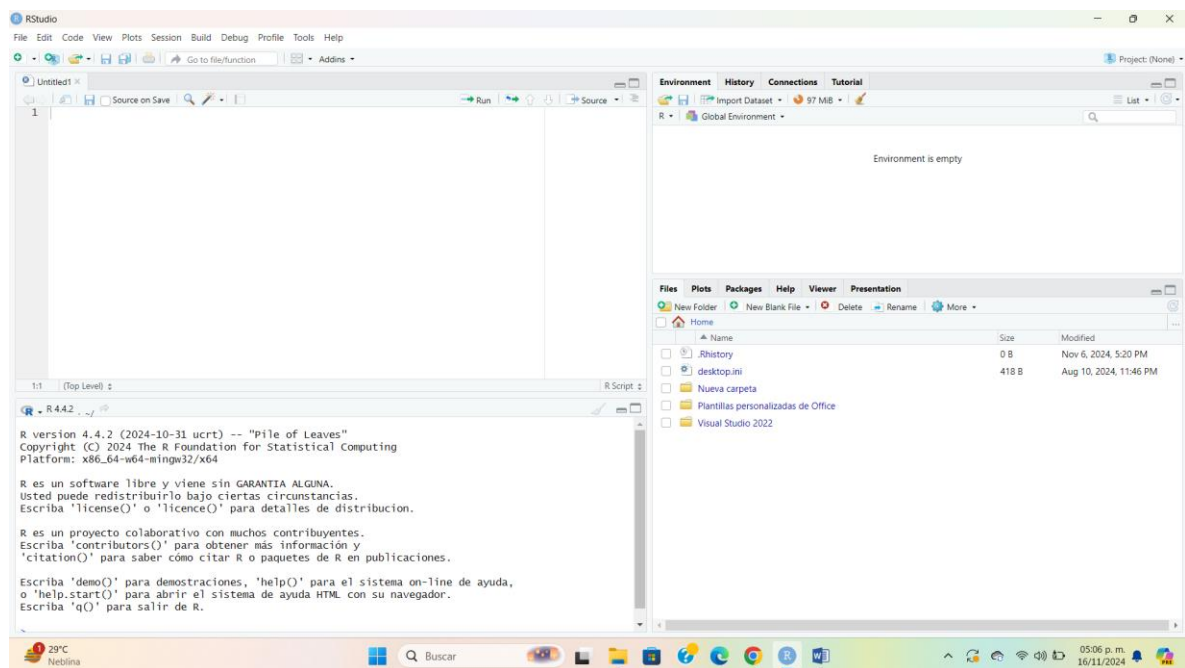 RStudio
File Edit Code View Plots Session Build Debug Profile Tools Help
Go to file/function Addins
Project: (None)
Untitled1
Source on Save Run Source
1
1:1 (Top Level) R Script
R 4.4.2 . ~/
R version 4.4.2 (2024-10-31 ucrt) -- "Pile of Leaves"
Copyright (C) 2024 The R Foundation for Statistical Computing
Platform: x86_64-w64-mingw32/x64
R es un software libre y viene sin GARANTIA ALGUNA.
Usted puede redistribuirlo bajo ciertas circunstancias.
Escriba 'license()' o 'licence()' para detalles de distribucion.
R es un proyecto colaborativo con muchos contribuyentes.
Escriba 'contributors()' para obtener más información y
'citation()' para saber cómo citar R o paquetes de R en publicaciones.
Escriba 'demo()' para demostraciones, 'help()' para el sistema on-line de ayuda,
o 'help.start()' para abrir el sistema de ayuda HTML con su navegador.
Escriba 'q()' para salir de R.
>
Environment History Connections Tutorial
Import Dataset 97 MiB List
R Global Environment
Environment is empty
Files Plots Packages Help Viewer Presentation
New Folder New Blank File Delete Rename More
Home
Name Size Modified
.Rhistory 0 B Nov 6, 2024, 5:20 PM
desktop.ini 418 B Aug 10, 2024, 11:46 PM
Nueva carpeta
Plantillas personalizadas de Office
Visual Studio 2022
1
29°C
Neblina
Buscar
05:06 p. m.
16/11/2024